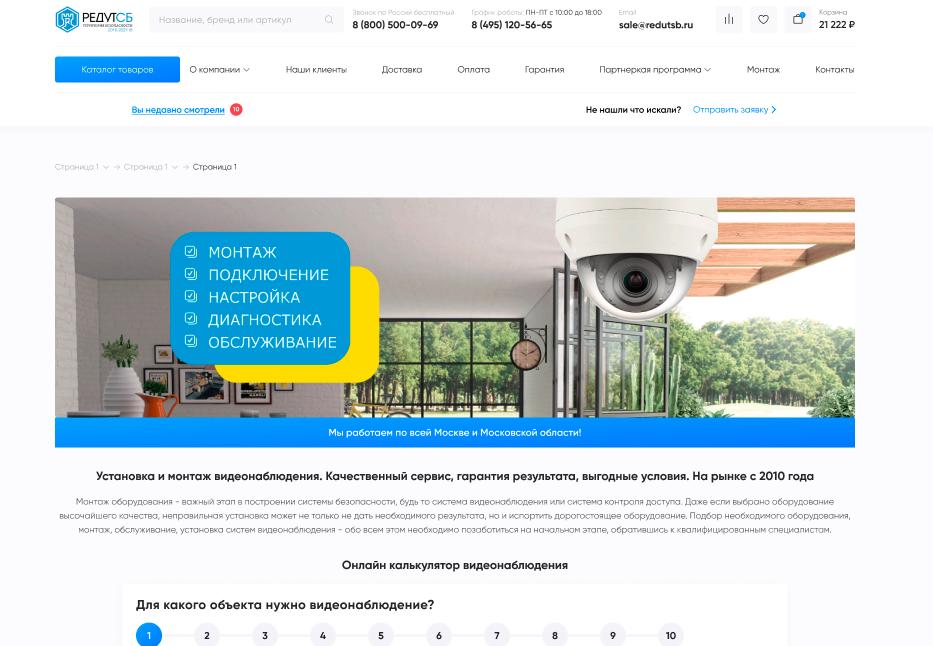 РЕДУТСБ
ТЕРРИТОРИЯ БЕЗОПАСНОСТИ
Название, бренд или артикул
Звонок по России бесплатный
8 (800) 500-09-69
График работы: ПН-ПТ с 10:00 до 18:00
8 (495) 120-56-65
Email
sale@redutsb.ru
Корзина
21 222 ₽
Каталог товаров
О компании
Наши клиенты
Доставка
Оплата
Гарантия
Партнеркая программа
Монтаж
Контакты
Вы недавно смотрели 10
Не нашли что искали? Отправить заявку
Страница 1 → Страница 1 → Страница 1
МОНТАЖ
ПОДКЛЮЧЕНИЕ
НАСТРОЙКА
ДИАГНОСТИКА
ОБСЛУЖИВАНИЕ
Мы работаем по всей Москве и Московской области!
Установка и монтаж видеонаблюдения. Качественный сервис, гарантия результата, выгодные условия. На рынке с 2010 года
Монтаж оборудования - важный этап в построении системы безопасности, будь то система видеонаблюдения или система контроля доступа. Даже если выбрано оборудование
высочайшего качества, неправильная установка может не только не дать необходимого результата, но и испортить дорогостоящее оборудование. Подбор необходимого оборудования,
монтаж, обслуживание, установка систем видеонаблюдения - обо всем этом необходимо позаботиться на начальном этапе, обратившись к квалифицированным специалистам.
Онлайн калькулятор видеонаблюдения
Для какого объекта нужно видеонаблюдение?
1 2 3 4 5 6 7 8 9 10